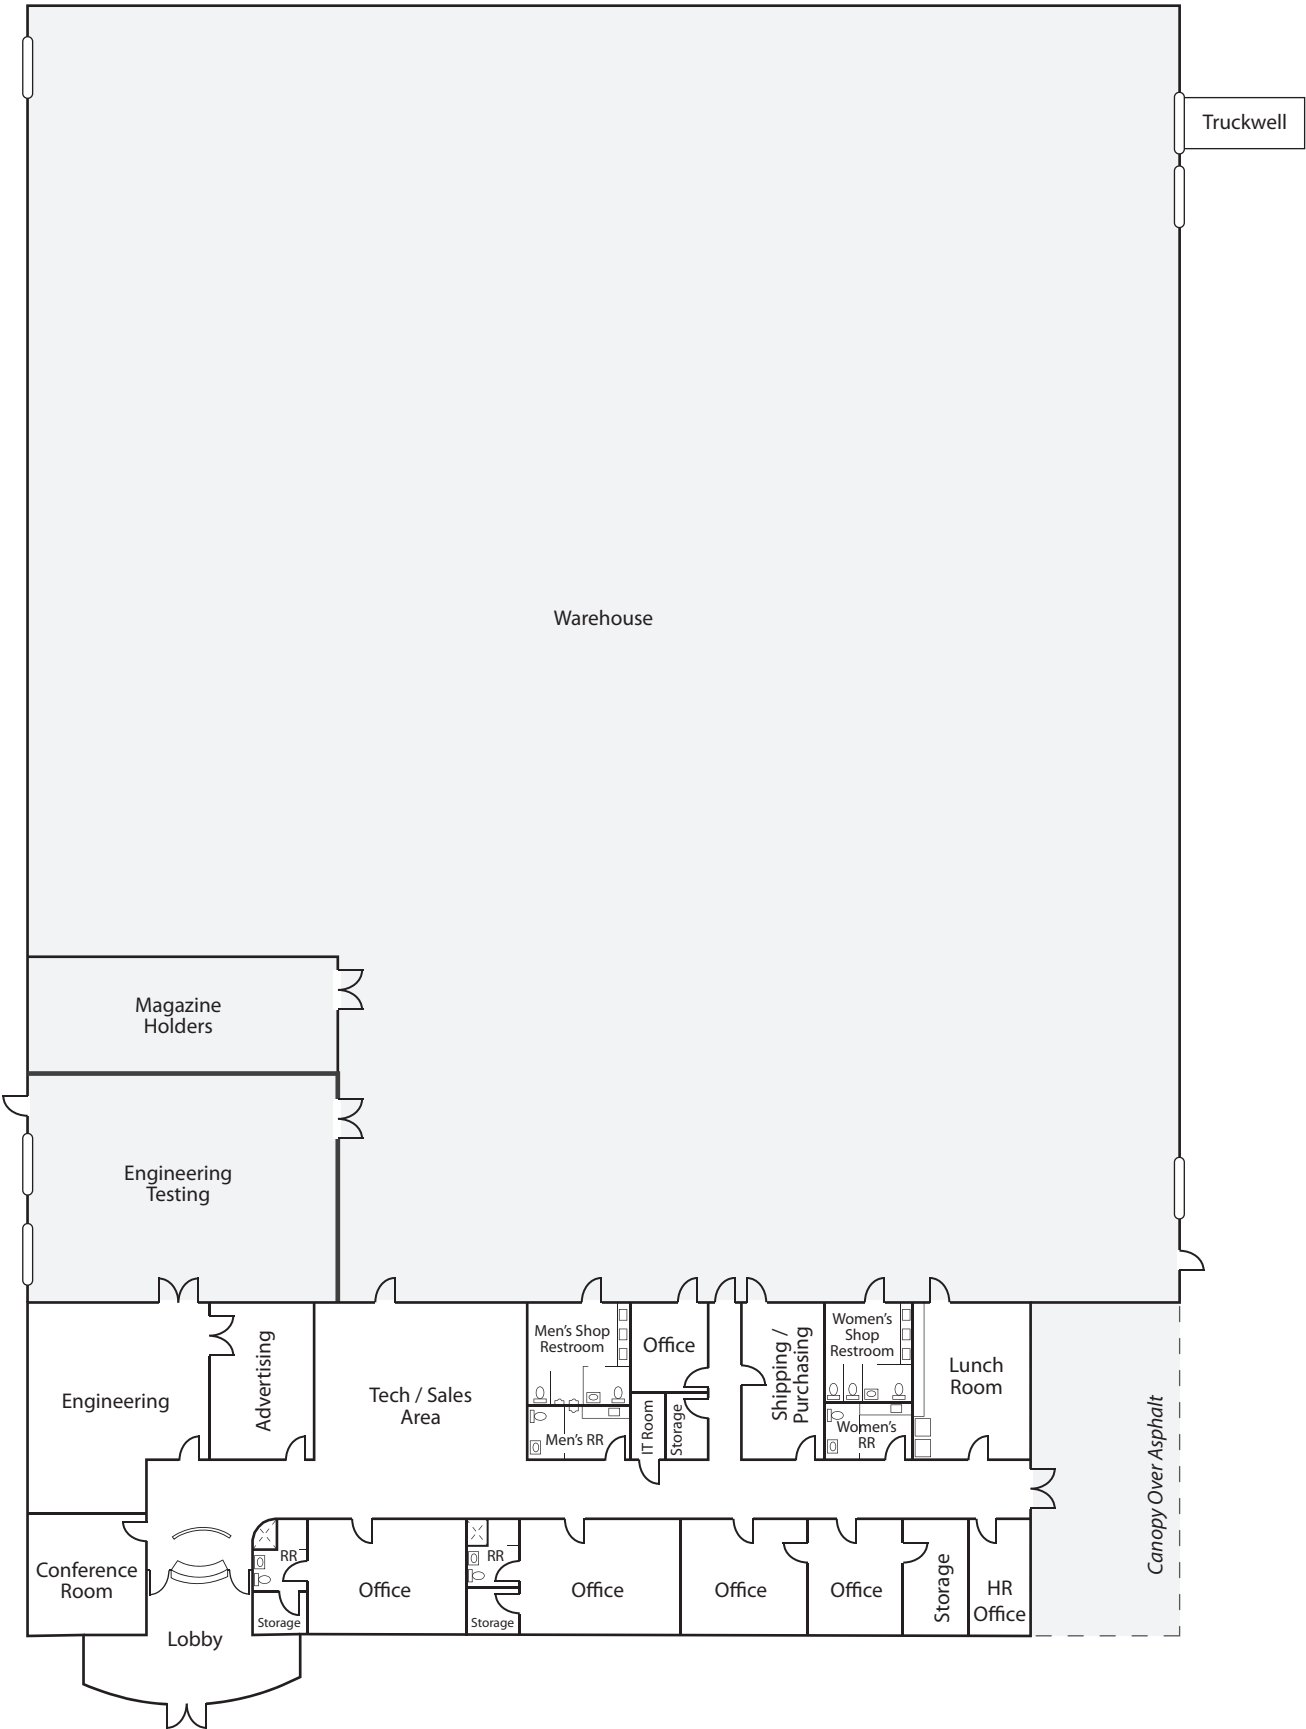 Truckwell
Warehouse
Magazine
Holders
Engineering
Testing
Engineering
Advertising
Tech / Sales
Area
Men's Shop
Restroom
Men's RR
Office
IT Room
Storage
Shipping /
Purchasing
Women's
Shop
Restroom
Women's
RR
Lunch
Room
Canopy Over Asphalt
Conference
Room
Lobby
RR
Storage
Office
RR
Storage
Office
Office
Office
Storage
HR
Office